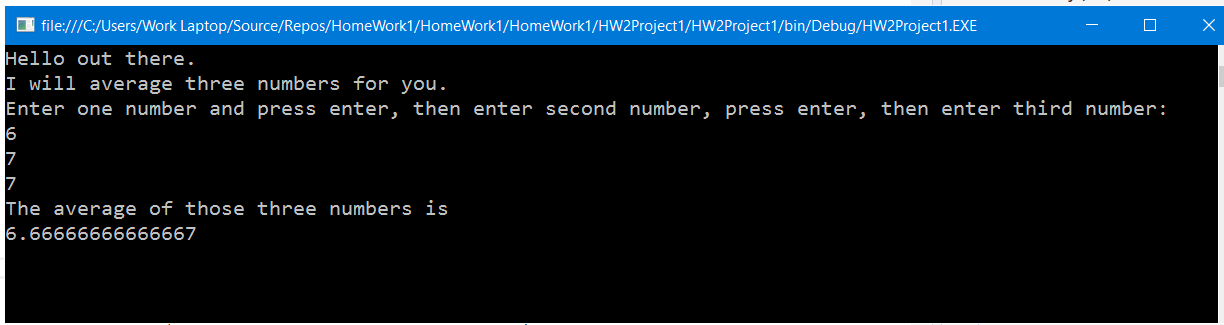 file:///C:/Users/Work Laptop/Source/Repos/HomeWork1/HomeWork1/HomeWork1/HW2Project1/HW2Project1/bin/Debug/HW2Project1.EXE
Hello out there.
I will average three numbers for you.
Enter one number and press enter, then enter second number, press enter, then enter third number:
6
7
7
The average of those three numbers is
6.66666666666667